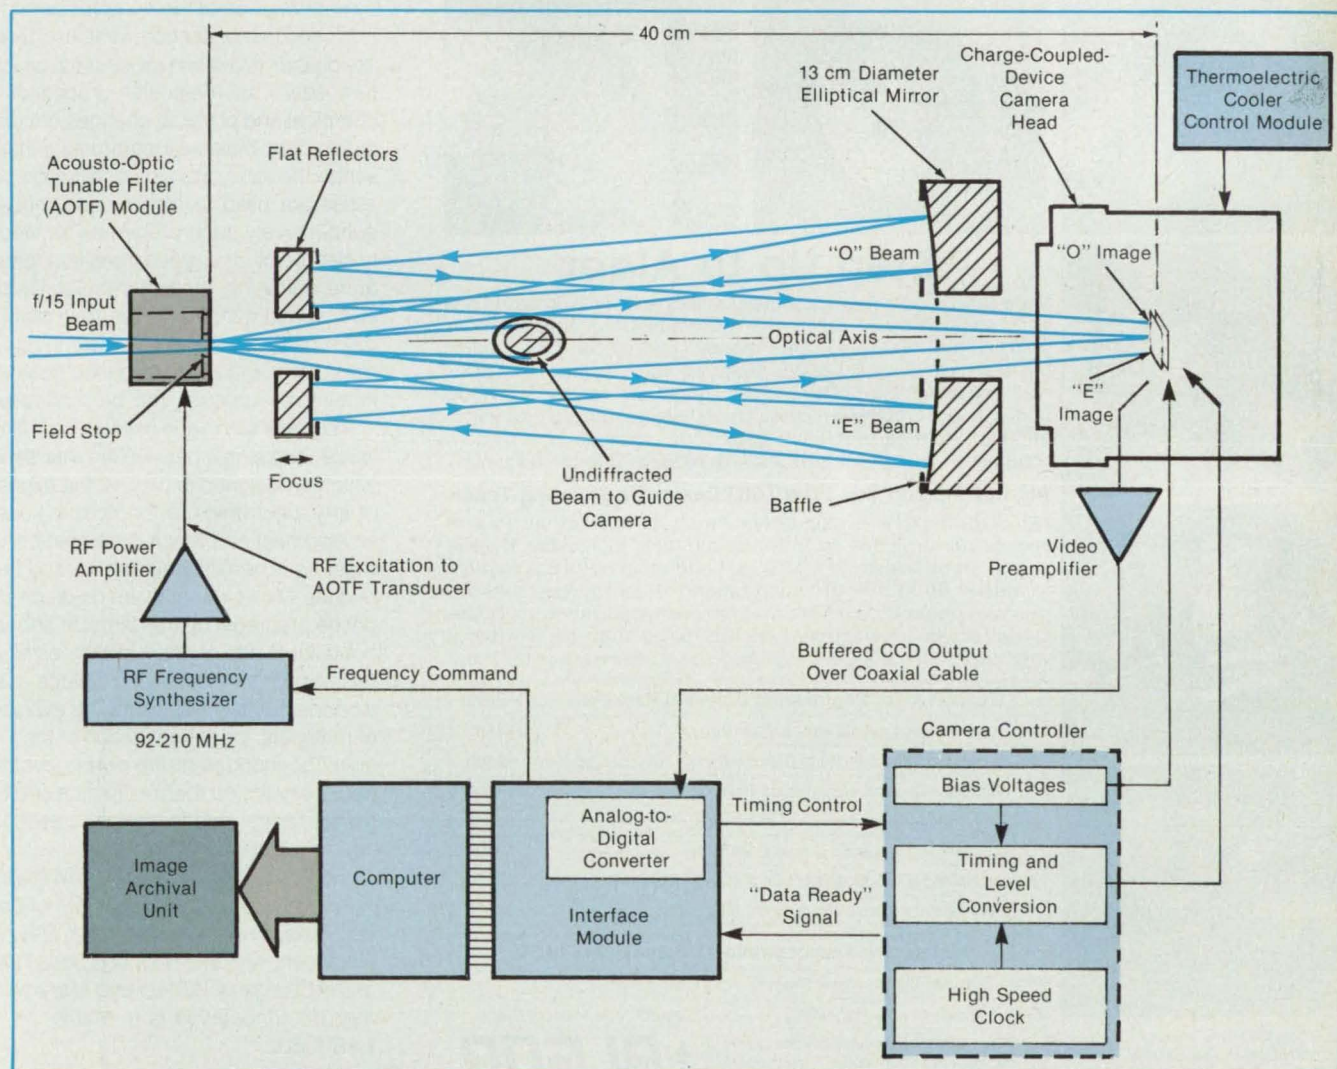 40 cm
Acousto-Optic
Tunable Filter
(AOTF) Module
Flat Reflectors
13 cm Diameter
Elliptical Mirror
Charge-Coupled-
Device
Camera
Head
Thermoelectric
Cooler
Control Module
f/15 Input
Beam
"O" Beam
"O" Image
Optical Axis
"E" Beam
"E"
Image
Field Stop
Focus
Undiffracted
Beam to Guide
Camera
Baffle
Video
Preamplifier
RF Power
Amplifier
RF Excitation to
AOTF Transducer
RF Frequency
Synthesizer
92-210 MHz
Frequency Command
Buffered CCD Output
Over Coaxial Cable
Camera Controller
Bias Voltages
Timing and
Level
Conversion
High Speed
Clock
Timing Control
"Data Ready"
Signal
Analog-to-
Digital
Converter
Interface
Module
Computer
Image
Archival
Unit